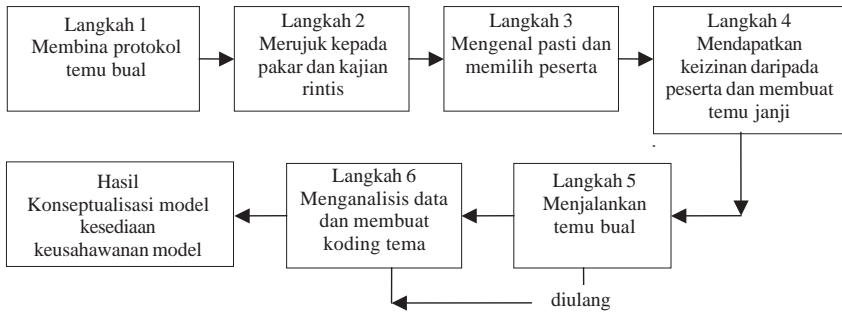 Langkah 1
Membina protokol
temu bual
Langkah 2
Merujuk kepada
pakar dan kajian
rintis
Langkah 3
Mengenal pasti dan
memilih peserta
Langkah 4
Mendapatkan
keizinan daripada
peserta dan membuat
temu janji
Langkah 5
Menjalankan
temu bual
Langkah 6
Menganalisis data
dan membuat
koding tema
Hasil
Konseptualisasi model
kesediaan
keusahawanan model
diulang